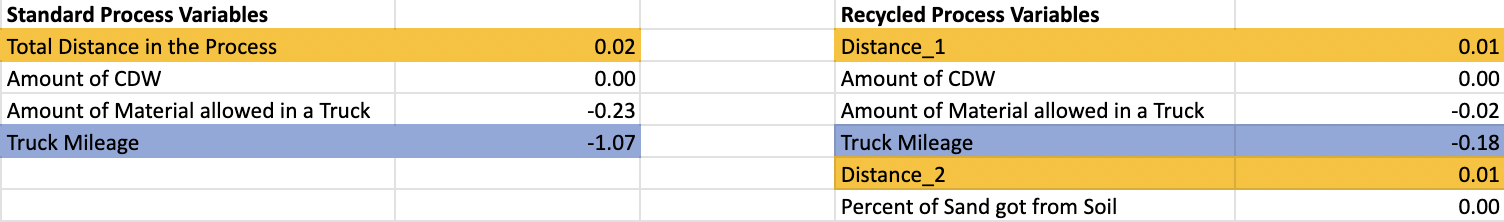 Standard Process Variables Recycled Process Variables
Total Distance in the Process 0.02 Distance_1 0.01
Amount of CDW 0.00 Amount of CDW 0.00
Amount of Material allowed in a Truck -0.23 Amount of Material allowed in a Truck -0.02
Truck Mileage -1.07 Truck Mileage -0.18
Distance_2 0.01
Percent of Sand got from Soil 0.00